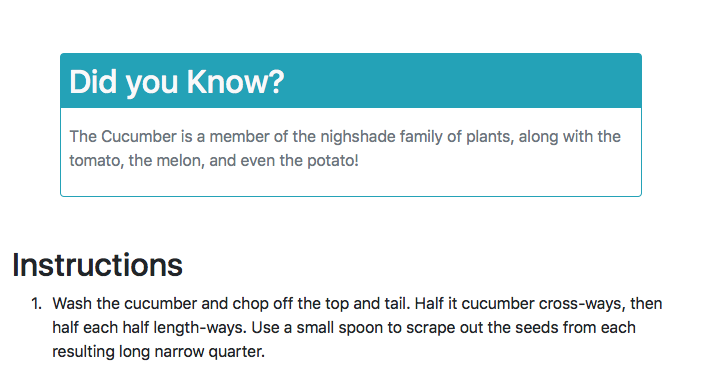 Did you Know?
The Cucumber is a member of the nighshade family of plants, along with the
tomato, the melon, and even the potato!
Instructions
1. Wash the cucumber and chop off the top and tail. Half it cucumber cross-ways, then
half each half length-ways. Use a small spoon to scrape out the seeds from each
resulting long narrow quarter.